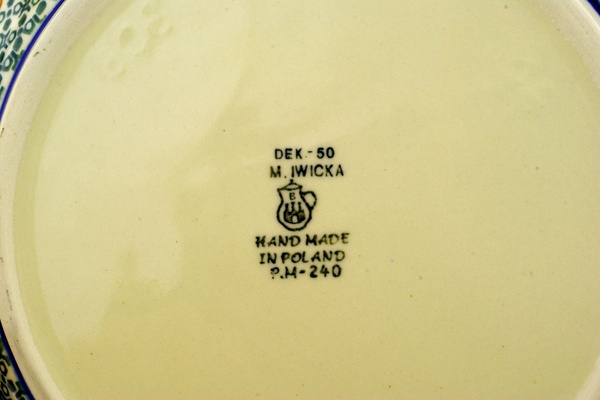 DEK.-50
M. IWICKA
B
HAND MADE
IN POLAND
P.M-240